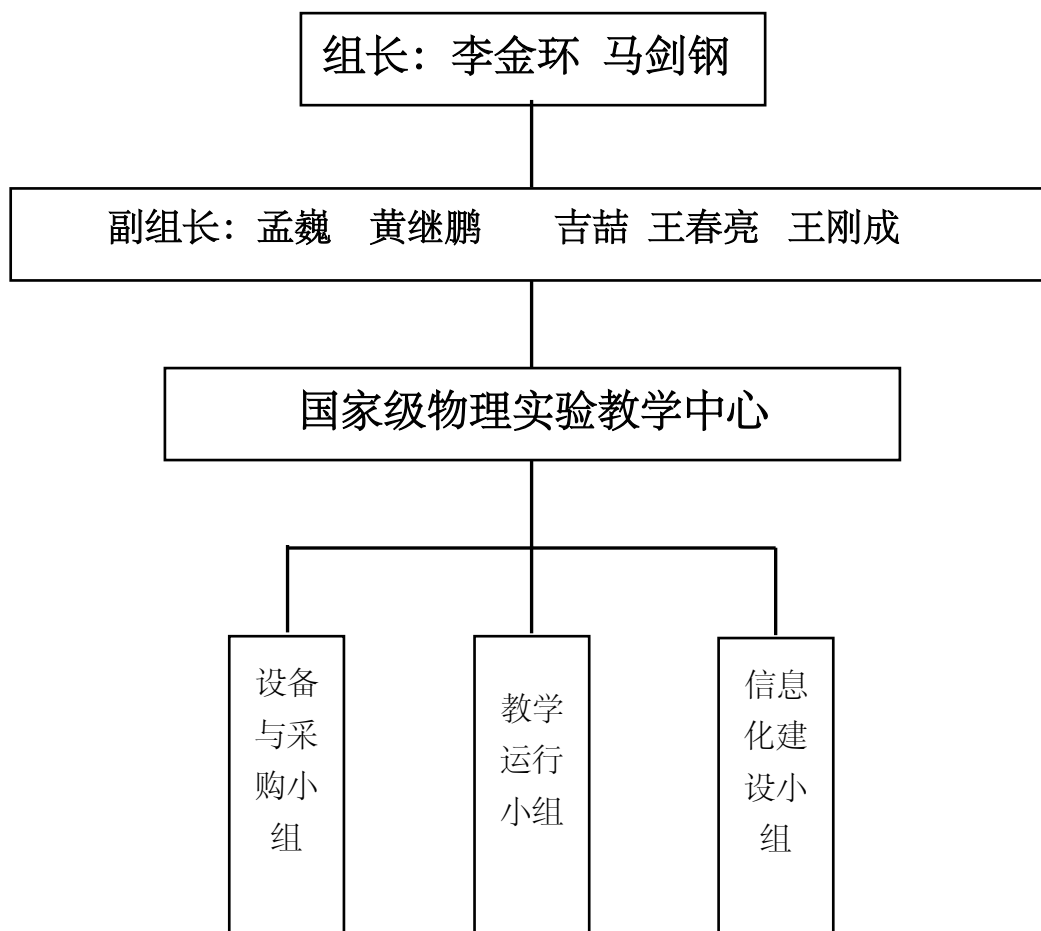 组长：李金环 马剑钢
副组长：孟巍 黄继鹏 吉喆 王春亮 王刚成
国家级物理实验教学中心
设备
与采
购小
组
教学
运行
小组
信息
化建
设小
组